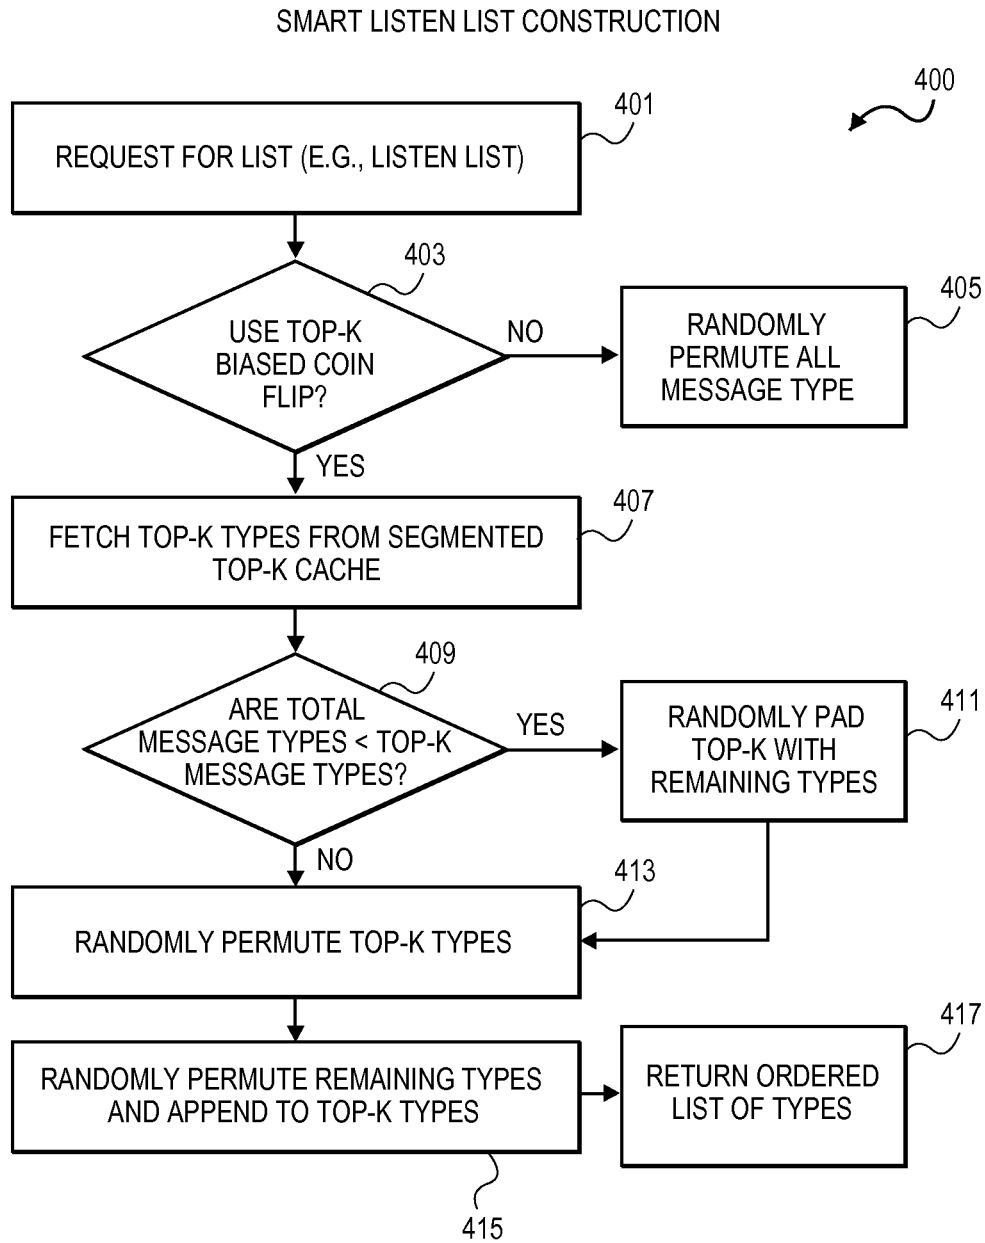 SMART LISTEN LIST CONSTRUCTION
400
401
REQUEST FOR LIST (E.G., LISTEN LIST)
403
USE TOP-K
BIASED COIN
FLIP?
NO
405
RANDOMLY
PERMUTE ALL
MESSAGE TYPE
YES
407
FETCH TOP-K TYPES FROM SEGMENTED
TOP-K CACHE
409
ARE TOTAL
MESSAGE TYPES < TOP-K
MESSAGE TYPES?
YES
411
RANDOMLY PAD
TOP-K WITH
REMAINING TYPES
NO
413
RANDOMLY PERMUTE TOP-K TYPES
RANDOMLY PERMUTE REMAINING TYPES
AND APPEND TO TOP-K TYPES
415
417
RETURN ORDERED
LIST OF TYPES